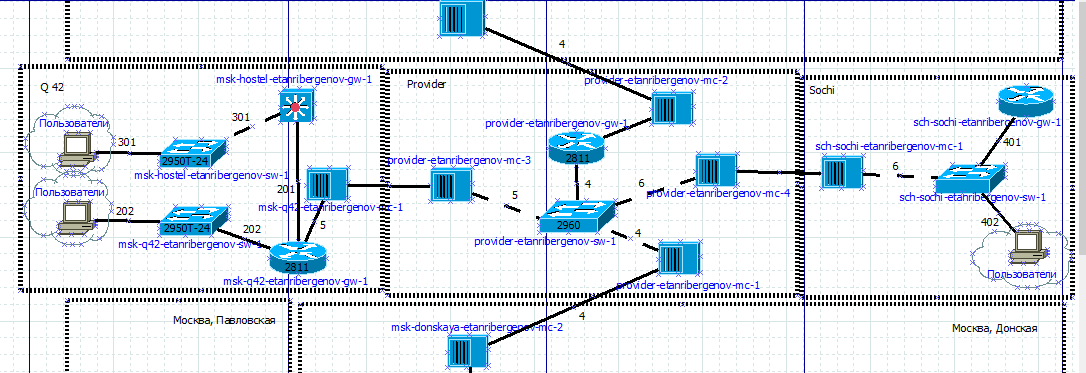 4
Q 42
msk-hostel-etanribergenov-gw-1
Provider
provider-etanribergenov-mc-2
Sochi
Пользователи
301
301
provider-etanribergenov-gw-1
sch-sochi-etanribergenov-gw-1
2950T-24
2811
401
sch-sochi-etanribergenov-mc-1
msk-hostel-etanribergenov-sw-1
provider-etanribergenov-mc-3
6
Пользователи
201
4
6
provider-etanribergenov-mc-4
5
sch-sochi-etanribergenov-sw-1
msk-q42-etanribergenov-mc-1
202
2950T-24
202
5
2960
402
msk-q42-etanribergenov-sw-1
provider-etanribergenov-sw-1
4
2811
msk-q42-etanribergenov-gw-1
Пользователи
provider-etanribergenov-mc-1
4
Москва, Павловская
msk-donskaya-etanribergenov-mc-2
Москва, Донская